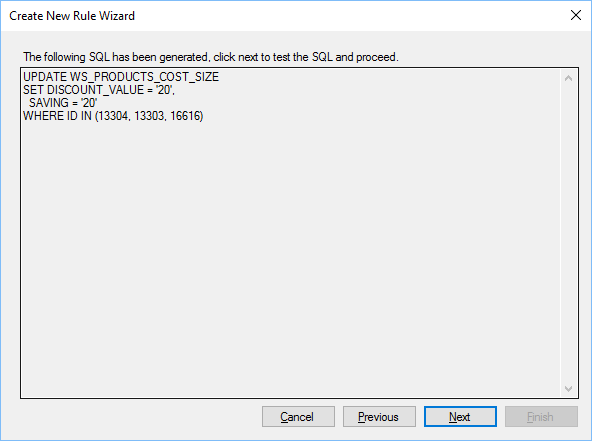 Create New Rule Wizard
The following SQL has been generated, click next to test the SQL and proceed.
UPDATE WS_PRODUCTS_COST_SIZE
SET DISCOUNT_VALUE = '20',
  SAVING = '20'
WHERE ID IN (13304, 13303, 16616)
Cancel Previous Next Finish